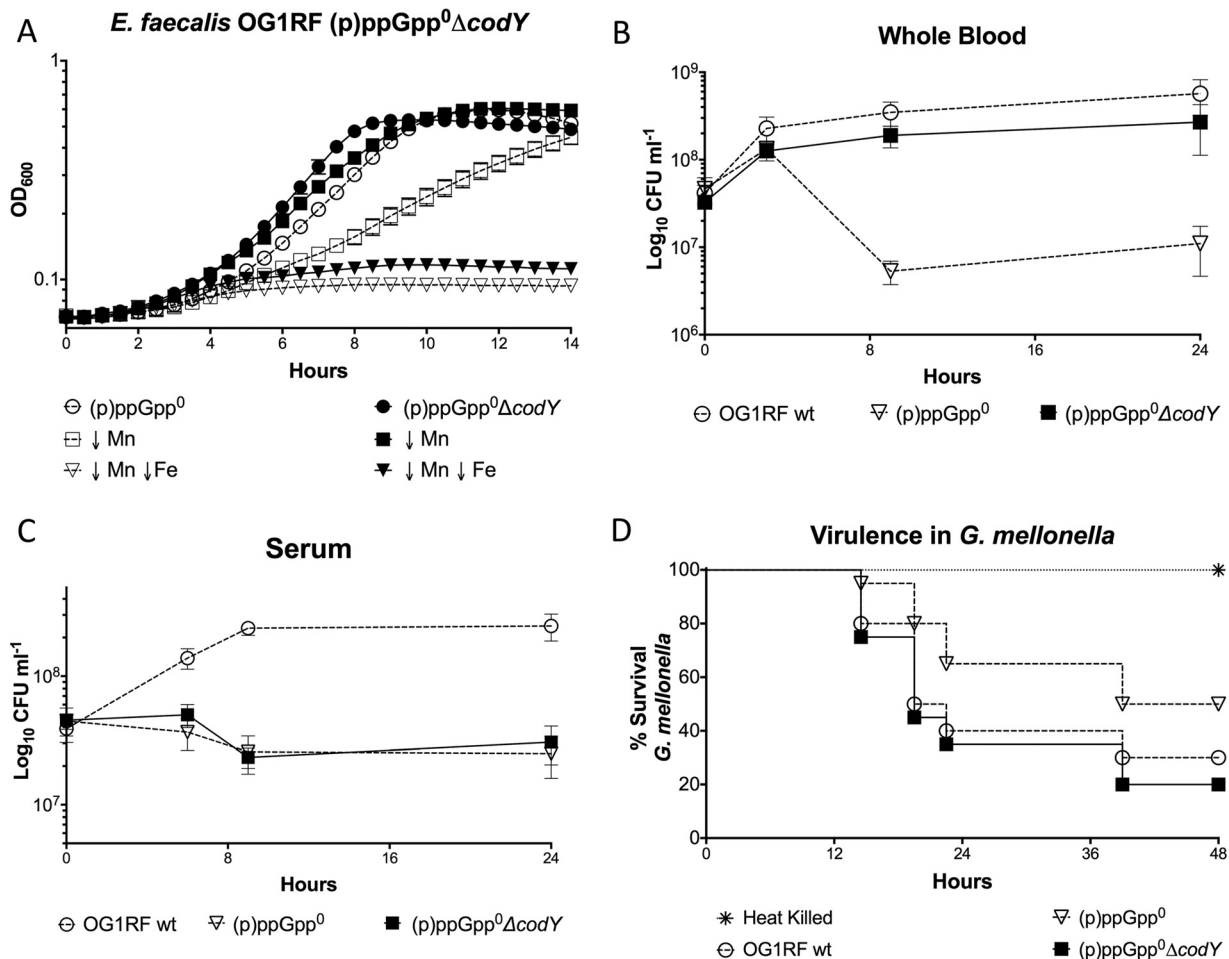 A
E. faecalis OG1RF (p)ppGpp⁰ΔcodY
1
0.1
OD₆₀₀
0 2 4 6 8 10 12 14
Hours
(p)ppGpp⁰ (p)ppGpp⁰ΔcodY
↓ Mn ↓ Mn
↓ Mn ↓Fe ↓ Mn ↓ Fe
B
Whole Blood
10⁹
10⁸
10⁷
10⁶
Log₁₀ CFU ml⁻¹
0 8 16 24
Hours
OG1RF wt (p)ppGpp⁰ (p)ppGpp⁰ΔcodY
C
Serum
10⁸
10⁷
Log₁₀ CFU ml⁻¹
0 8 16 24
Hours
OG1RF wt (p)ppGpp⁰ (p)ppGpp⁰ΔcodY
D
Virulence in G. mellonella
100
80
60
40
20
0
% Survival
G. mellonella
0 12 24 36 48
Hours
Heat Killed (p)ppGpp⁰
OG1RF wt (p)ppGpp⁰ΔcodY